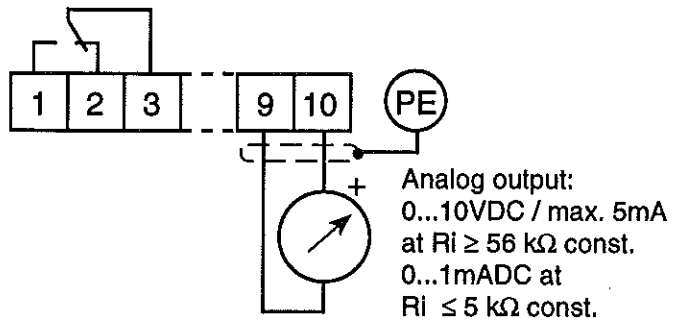 1 2 3 9 10 PE
+
Analog output:
0...10VDC / max. 5mA
at Ri ≥ 56 kΩ const.
0...1mADC at
Ri ≤ 5 kΩ const.